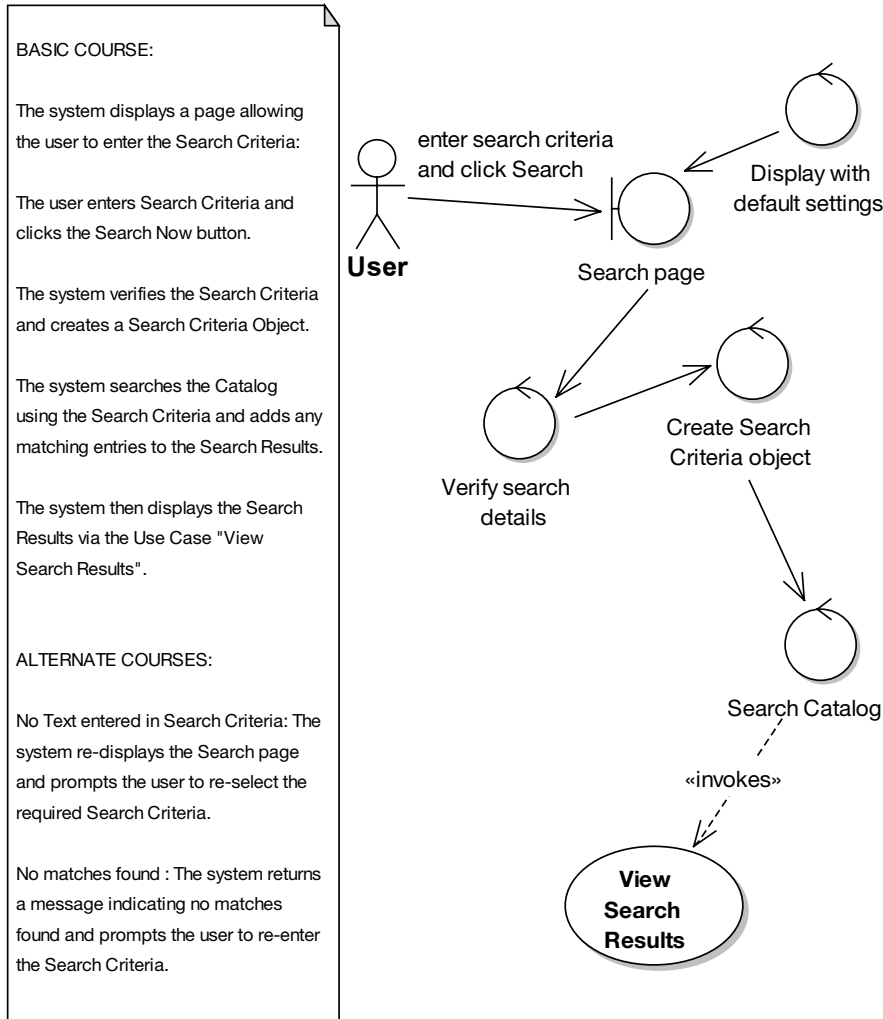 BASIC COURSE:
The system displays a page allowing
the user to enter the Search Criteria:
The user enters Search Criteria and
clicks the Search Now button.
The system verifies the Search Criteria
and creates a Search Criteria Object.
The system searches the Catalog
using the Search Criteria and adds any
matching entries to the Search Results.
The system then displays the Search
Results via the Use Case "View
Search Results".
ALTERNATE COURSES:
No Text entered in Search Criteria: The
system re-displays the Search page
and prompts the user to re-select the
required Search Criteria.
No matches found : The system returns
a message indicating no matches
found and prompts the user to re-enter
the Search Criteria.
enter search criteria
and click Search
User
Display with
default settings
Search page
Create Search
Criteria object
Verify search
details
Search Catalog
«invokes»
View
Search
Results